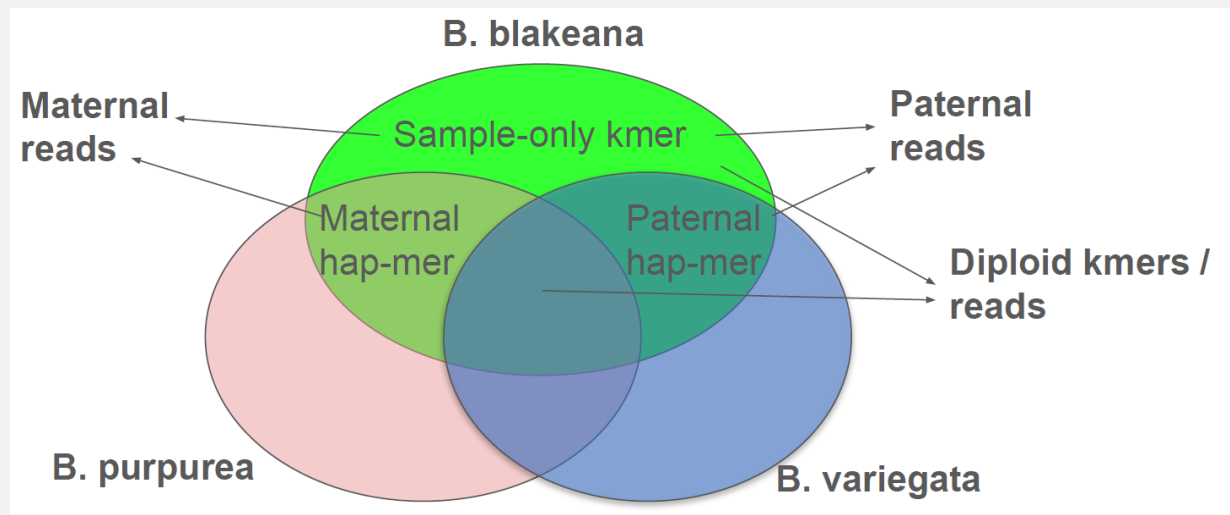 B. blakeana
Maternal
reads
Sample-only kmer
Paternal
reads
Maternal
hap-mer
Paternal
hap-mer
Diploid kmers /
reads
B. purpurea
B. variegata